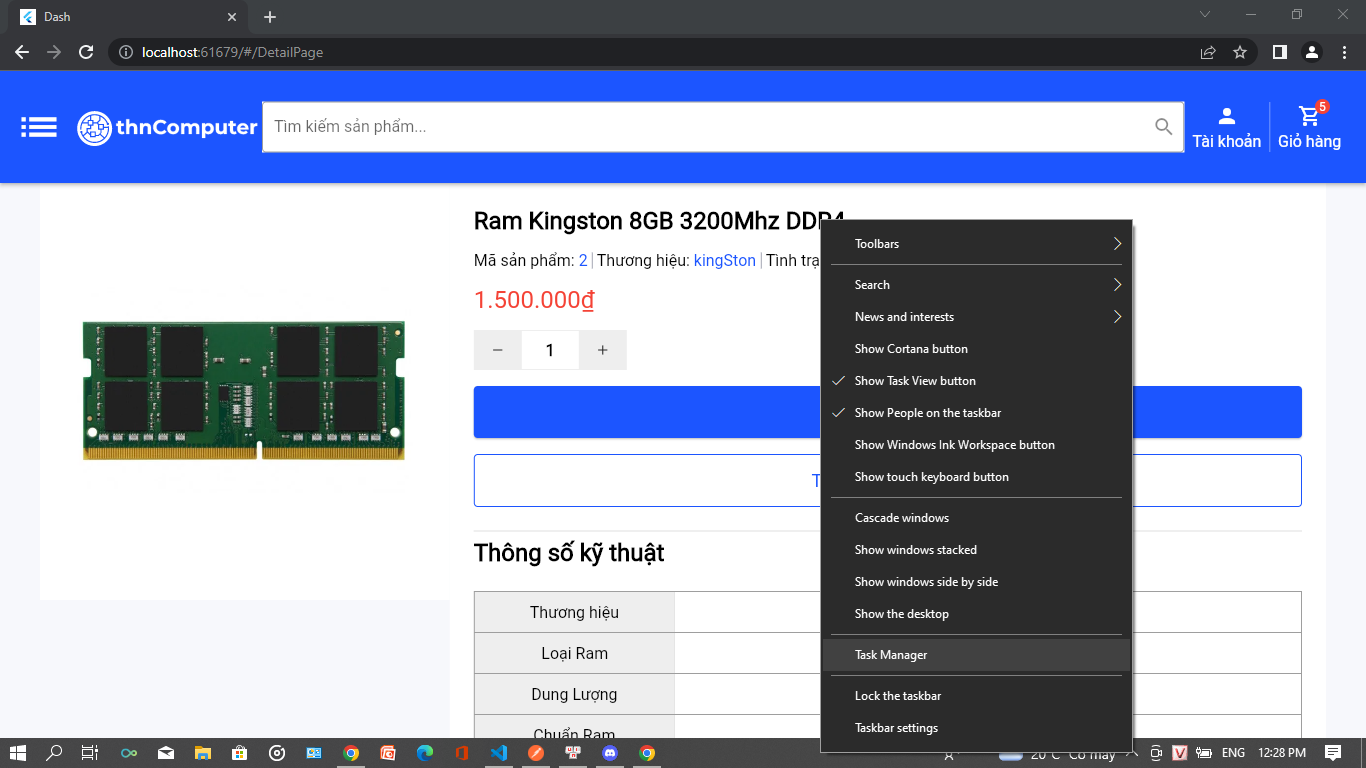 Dash
localhost:61679/#/DetailPage
thnComputer
Tìm kiếm sản phẩm...
5
Tài khoản
Giỏ hàng
Ram Kingston 8GB 3200Mhz DDR4
Mã sản phẩm: 2 | Thương hiệu: kingSton | Tình trạ
1.500.000₫
1
T
Thông số kỹ thuật
Thương hiệu
Loại Ram
Dung Lượng
Chuẩn Ram
Toolbars
Search
News and interests
Show Cortana button
Show Task View button
Show People on the taskbar
Show Windows Ink Workspace button
Show touch keyboard button
Cascade windows
Show windows stacked
Show windows side by side
Show the desktop
Task Manager
Lock the taskbar
Taskbar settings
20°C Có mây
ENG
12:28 PM